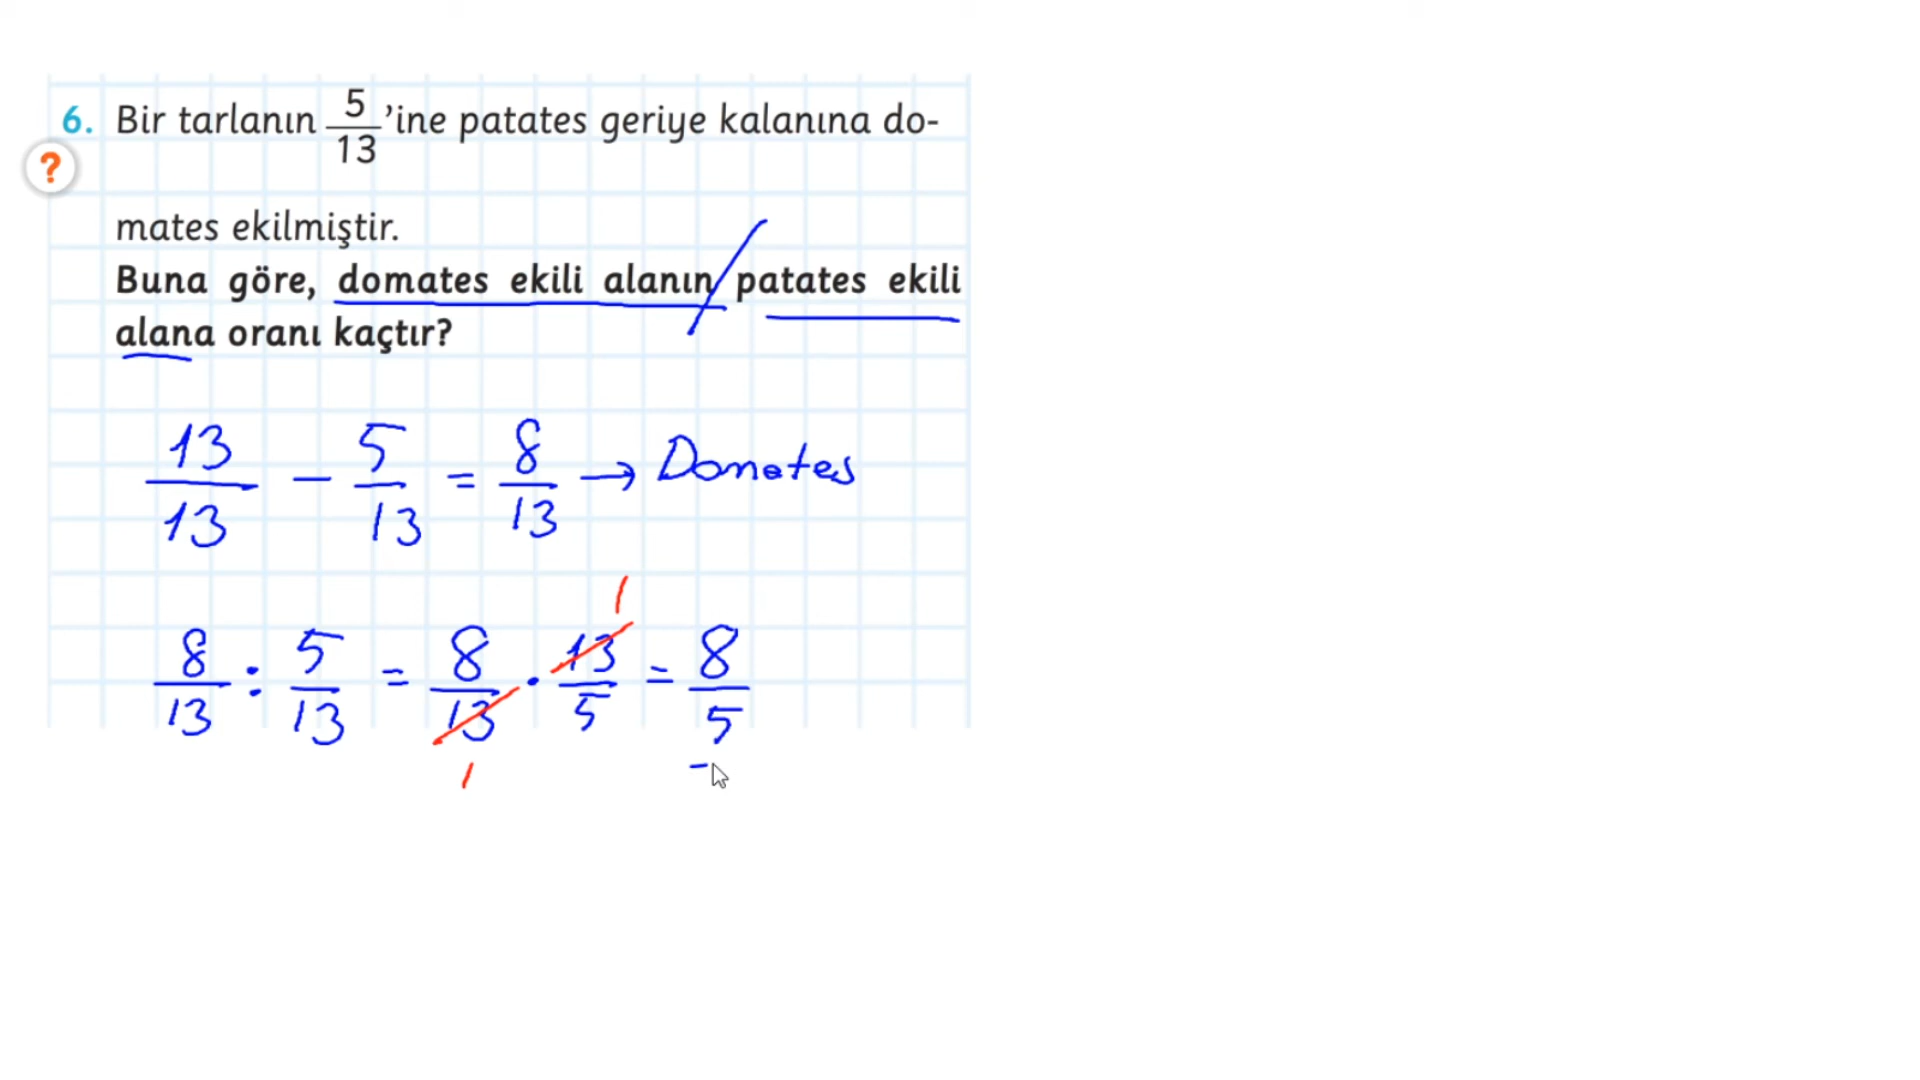 6. Bir tarlanın 5/13 'ine patates geriye kalanına do-
?
mates ekilmiştir.
Buna göre, domates ekili alanın patates ekili
alana oranı kaçtır?
13/13 - 5/13 = 8/13 → Domates
1
8/13 : 5/13 = 8/13 . 13/5 = 8/5
1